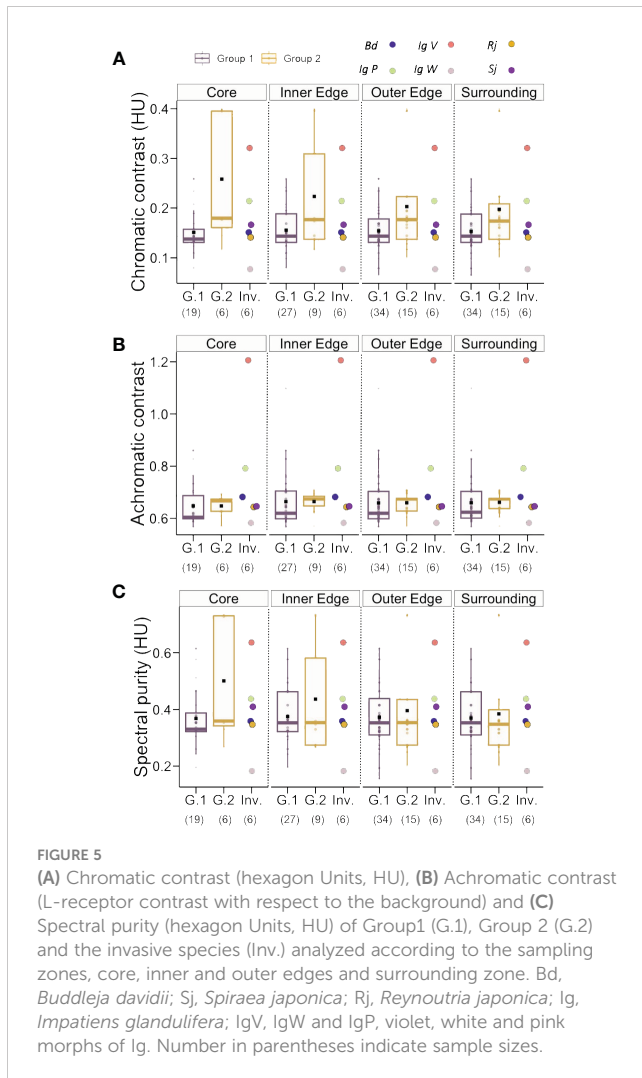 A
Group 1 Group 2
Bd Ig V Rj
Ig P Ig W Sj
Core Inner Edge Outer Edge Surrounding
Chromatic contrast (HU)
0.4
0.3
0.2
0.1
G.1 G.2 Inv. G.1 G.2 Inv. G.1 G.2 Inv. G.1 G.2 Inv.
(19) (6) (6) (27) (9) (6) (34) (15) (6) (34) (15) (6)
B
Core Inner Edge Outer Edge Surrounding
Achromatic contrast
1.2
1.0
0.8
0.6
G.1 G.2 Inv. G.1 G.2 Inv. G.1 G.2 Inv. G.1 G.2 Inv.
(19) (6) (6) (27) (9) (6) (34) (15) (6) (34) (15) (6)
C
Core Inner Edge Outer Edge Surrounding
Spectral purity (HU)
0.6
0.4
0.2
G.1 G.2 Inv. G.1 G.2 Inv. G.1 G.2 Inv. G.1 G.2 Inv.
(19) (6) (6) (27) (9) (6) (34) (15) (6) (34) (15) (6)
FIGURE 5
(A) Chromatic contrast (hexagon Units, HU), (B) Achromatic contrast
(L-receptor contrast with respect to the background) and (C)
Spectral purity (hexagon Units, HU) of Group1 (G.1), Group 2 (G.2)
and the invasive species (Inv.) analyzed according to the sampling
zones, core, inner and outer edges and surrounding zone. Bd,
Buddleja davidii; Sj, Spiraea japonica; Rj, Reynoutria japonica; Ig,
Impatiens glandulifera; IgV, IgW and IgP, violet, white and pink
morphs of Ig. Number in parentheses indicate sample sizes.